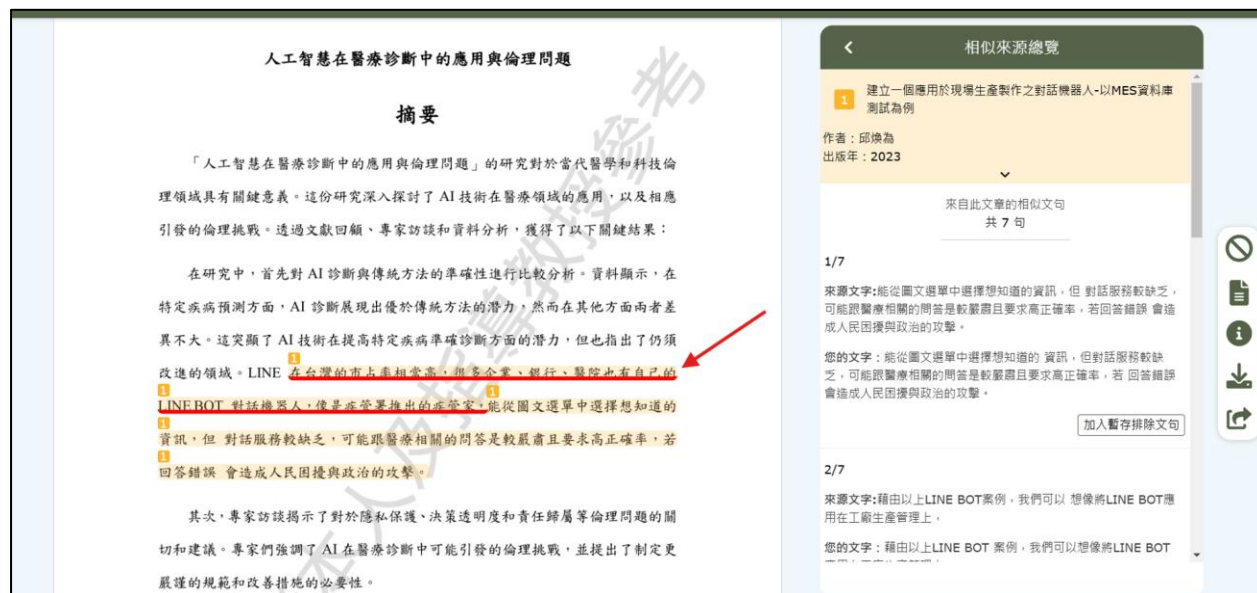 人工智慧在醫療診斷中的應用與倫理問題
摘要
「人工智慧在醫療診斷中的應用與倫理問題」的研究對於當代醫學和科技倫
理領域具有關鍵意義。這份研究深入探討了 AI 技術在醫療領域的應用,以及相應
引發的倫理挑戰。透過文獻回顧、專家訪談和資料分析,獲得了以下關鍵結果:
在研究中,首先對 AI 診斷與傳統方法的準確性進行比較分析。資料顯示,在
特定疾病預測方面,AI 診斷展現出優於傳統方法的潛力,然而在其他方面兩者差
異不大。這突顯了 AI 技術在提高特定疾病準確診斷方面的潛力,但也指出了仍須
1
改進的領域。LINE 在台灣的市占率相當高,很多企業、銀行、醫院也有自己的
1 1
LINE BOT 對話機器人,像是疾管署推出的疾管家,能從圖文選單中選擇想知道的
資訊,但 對話服務較缺乏,可能跟醫療相關的問答是較嚴肅且要求高正確率,若
1
回答錯誤 會造成人民困擾與政治的攻擊。
其次,專家訪談揭示了對於隱私保護、決策透明度和責任歸屬等倫理問題的關
切和建議。專家們強調了 AI 在醫療診斷中可能引發的倫理挑戰,並提出了制定更
嚴謹的規範和改善措施的必要性。
本人及指導教授參考
相似來源總覽
1
建立一個應用於現場生產製作之對話機器人-以MES資料庫
測試為例
作者:邱煥為
出版年:2023
來自此文章的相似文句
共 7 句
1/7
來源文字:能從圖文選單中選擇想知道的資訊,但 對話服務較缺乏,
可能跟醫療相關的問答是較嚴肅且要求高正確率,若回答錯誤 會造
成人民困擾與政治的攻擊。
您的文字:能從圖文選單中選擇想知道的 資訊,但對話服務較缺
乏,可能跟醫療相關的問答是較嚴肅且要求高正確率,若 回答錯誤
會造成人民困擾與政治的攻擊。
加入暫存排除文句
2/7
來源文字:藉由以上LINE BOT案例,我們可以 想像將LINE BOT應
用在工廠生產管理上,
您的文字:藉由以上LINE BOT 案例,我們可以想像將LINE BOT